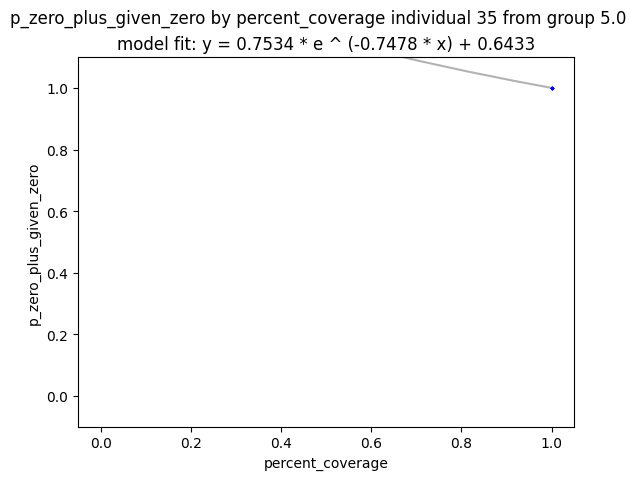 p_zero_plus_given_zero by percent_coverage individual 35 from group 5.0
model fit: y = 0.7534 * e ^ (-0.7478 * x) + 0.6433
1.0
0.8
0.6
0.4
0.2
0.0
p_zero_plus_given_zero
0.0 0.2 0.4 0.6 0.8 1.0
percent_coverage